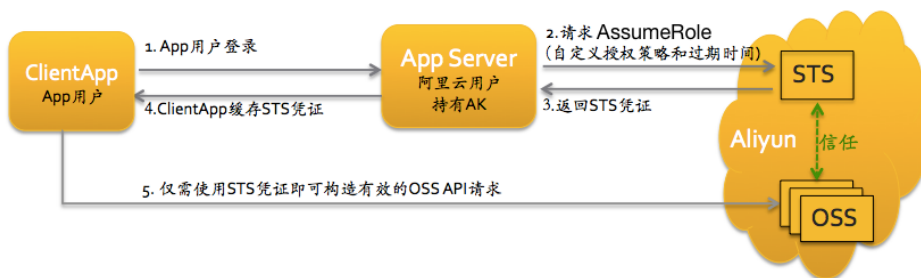 ClientApp
App用户
1. App用户登录
4.ClientApp缓存STS凭证
App Server
阿里云用户
持有AK
2.请求 AssumeRole
(自定义授权策略和过期时间)
3.返回STS凭证
STS
Aliyun
信任
OSS
5. 仅需使用STS凭证即可构造有效的OSS API请求